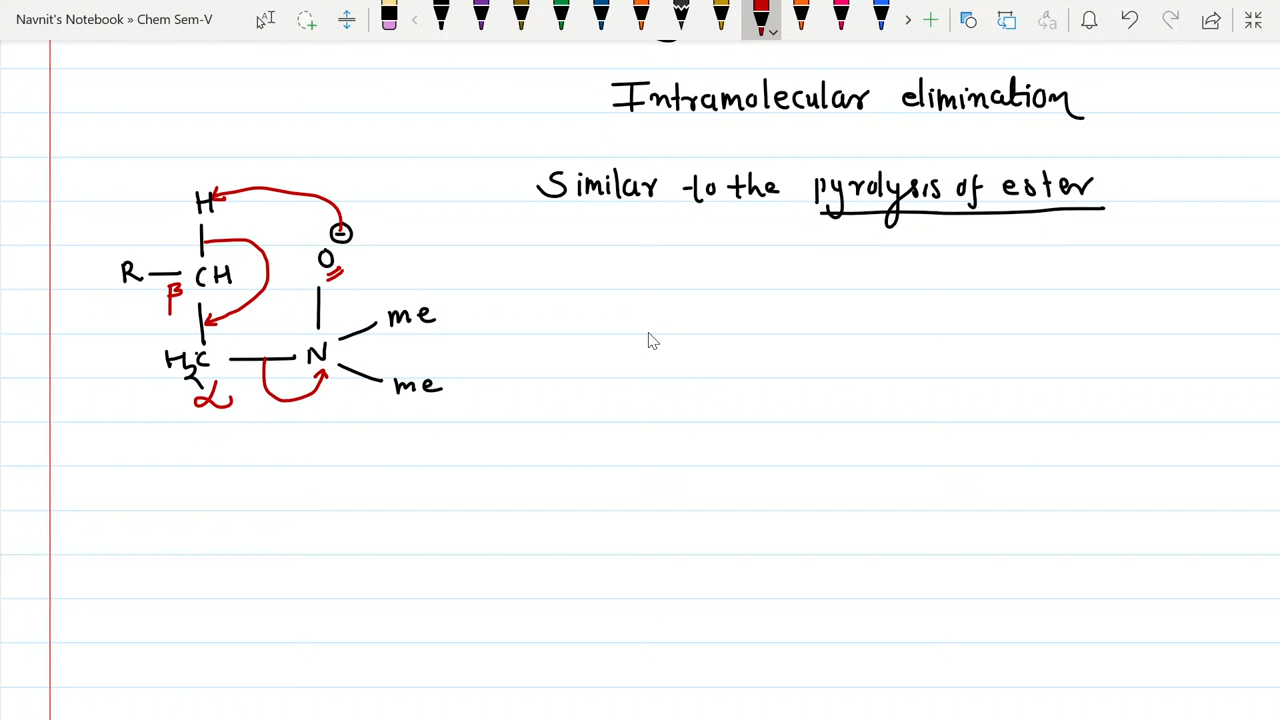 Navnit's Notebook » Chem Sem-V
Intramolecular elimination
Similar to the pyrolysis of ester
H
⊖
O
R — CH
β
me
H₂C — N
α
me